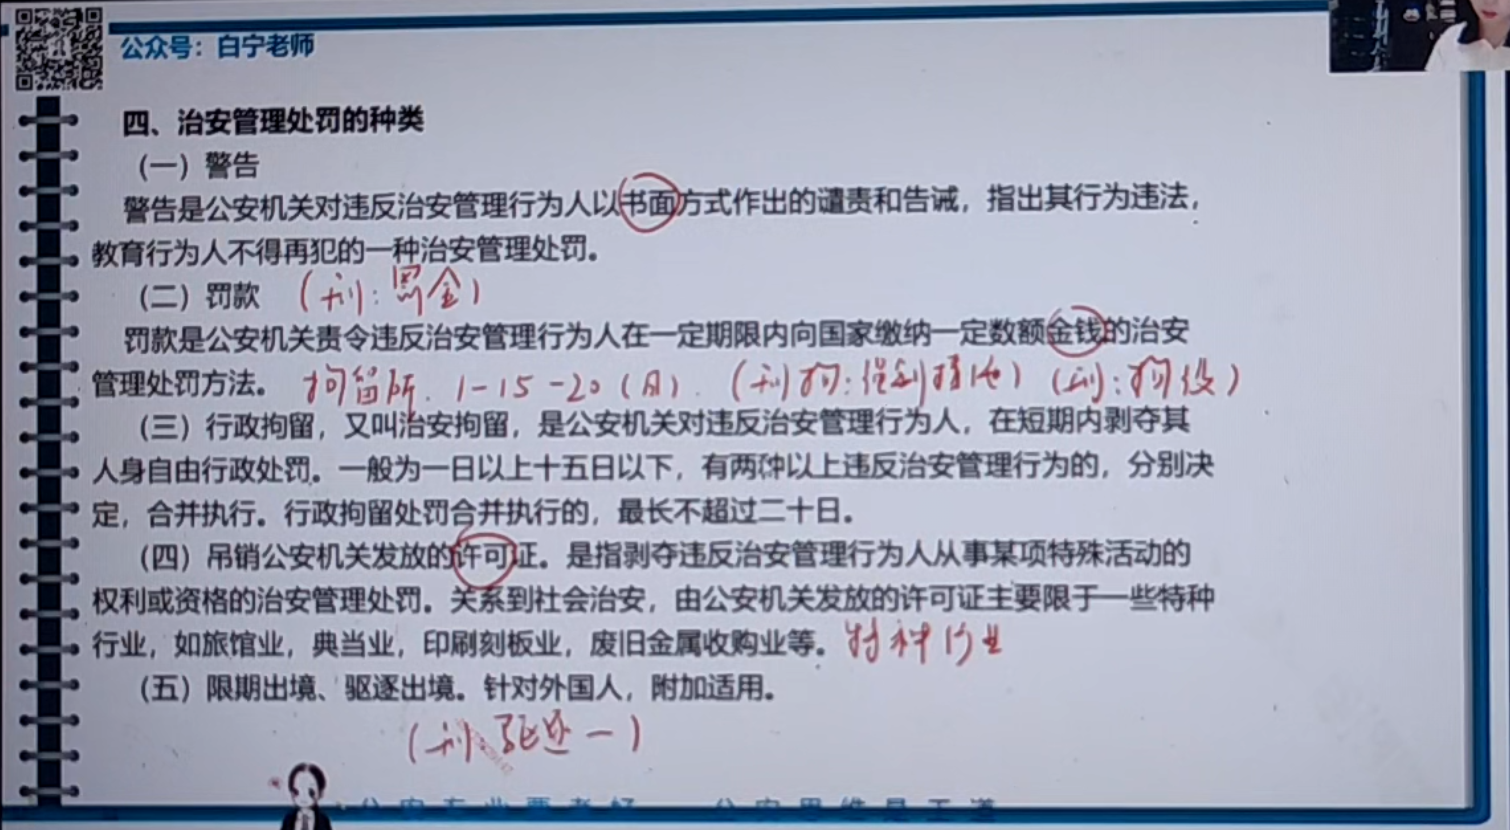 公众号：白宁老师
四、治安管理处罚的种类
（一）警告
警告是公安机关对违反治安管理行为人以书面方式作出的谴责和告诫，指出其行为违法，
教育行为人不得再犯的一种治安管理处罚。
（二）罚款 （刑：罚金）
罚款是公安机关责令违反治安管理行为人在一定期限内向国家缴纳一定数额金钱的治安
管理处罚方法。 拘留所. 1-15-20（日）. （刑拘：强制措施）（刑：拘役）
（三）行政拘留，又叫治安拘留，是公安机关对违反治安管理行为人，在短期内剥夺其
人身自由行政处罚。一般为一日以上十五日以下，有两种以上违反治安管理行为的，分别决
定，合并执行。行政拘留处罚合并执行的，最长不超过二十日。
（四）吊销公安机关发放的许可证。是指剥夺违反治安管理行为人从事某项特殊活动的
权利或资格的治安管理处罚。关系到社会治安，由公安机关发放的许可证主要限于一些特种
行业，如旅馆业，典当业，印刷刻板业，废旧金属收购业等。 特种行业
（五）限期出境、驱逐出境。针对外国人，附加适用。
（刑 驱逐一）